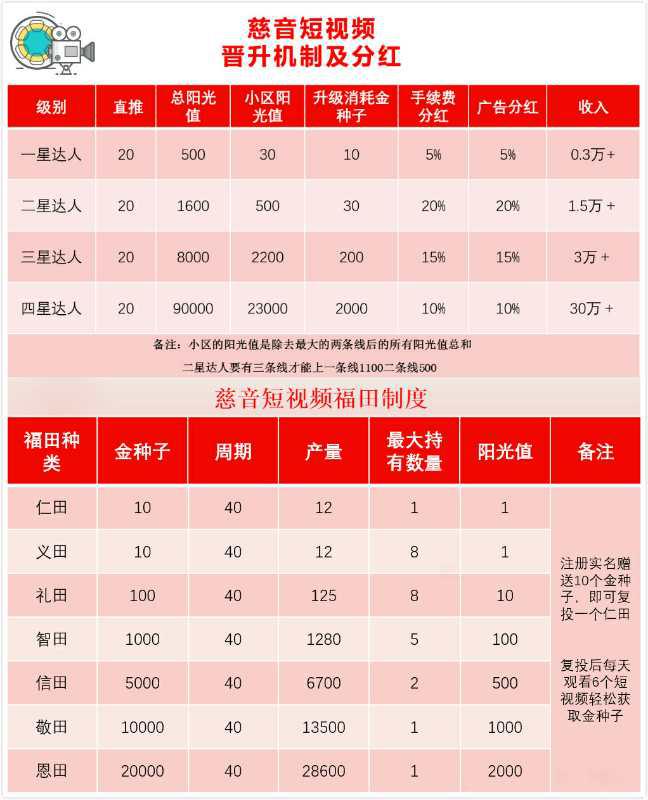 慈音短视频
晋升机制及分红
级别 直推 总阳光值 小区阳光值 升级消耗金种子 手续费分红 广告分红 收入
一星达人 20 500 30 10 5% 5% 0.3万+
二星达人 20 1600 500 30 20% 20% 1.5万+
三星达人 20 8000 2200 200 15% 15% 3万+
四星达人 20 90000 23000 2000 10% 10% 30万+
备注：小区的阳光值是除去最大的两条线后的所有阳光值总和
二星达人要有三条线才能上一条线1100二条线500
慈音短视频福田制度
福田种类 金种子 周期 产量 最大持有数量 阳光值 备注
仁田 10 40 12 1 1
义田 10 40 12 8 1
礼田 100 40 125 8 10
智田 1000 40 1280 5 100
信田 5000 40 6700 2 500
敬田 10000 40 13500 1 1000
恩田 20000 40 28600 1 2000
注册实名赠
送10个金种
子，即可复
投一个仁田
复投后每天
观看6个短
视频轻松获
取金种子